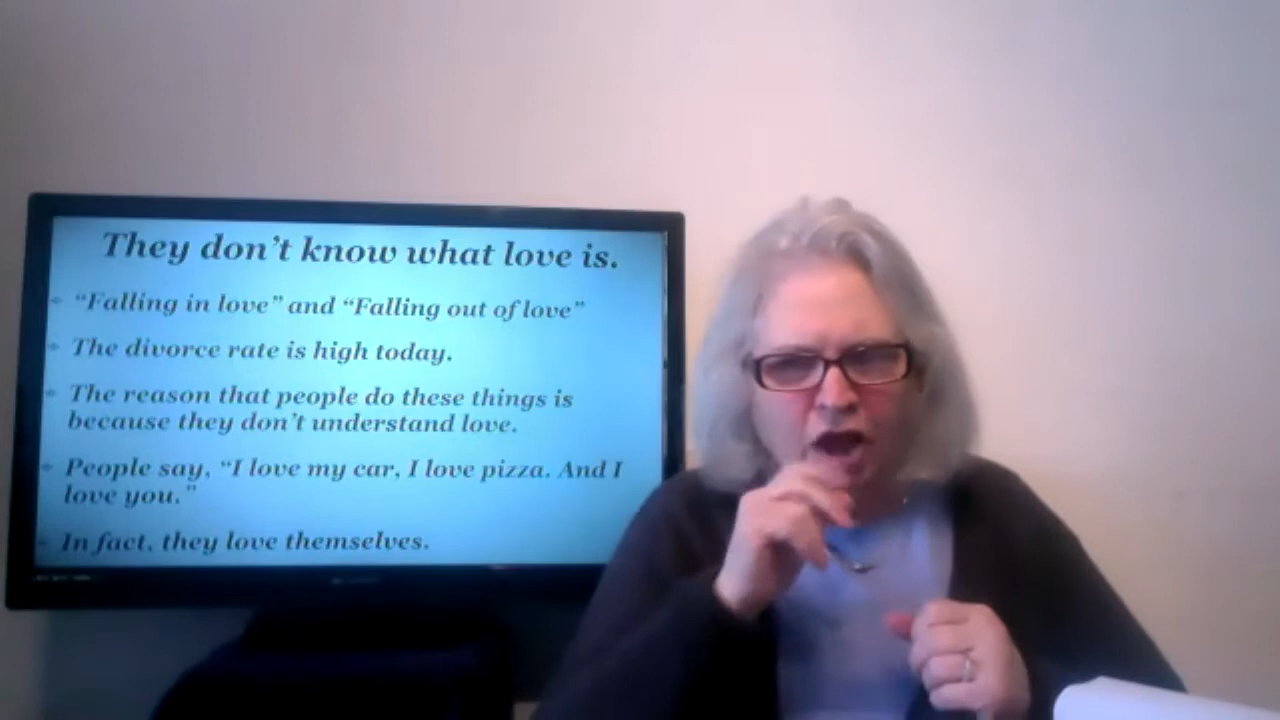 They don't know what love is.
"Falling in love" and "Falling out of love"
The divorce rate is high today.
The reason that people do these things is
because they don't understand love.
People say, "I love my car, I love pizza. And I
love you."
In fact, they love themselves.